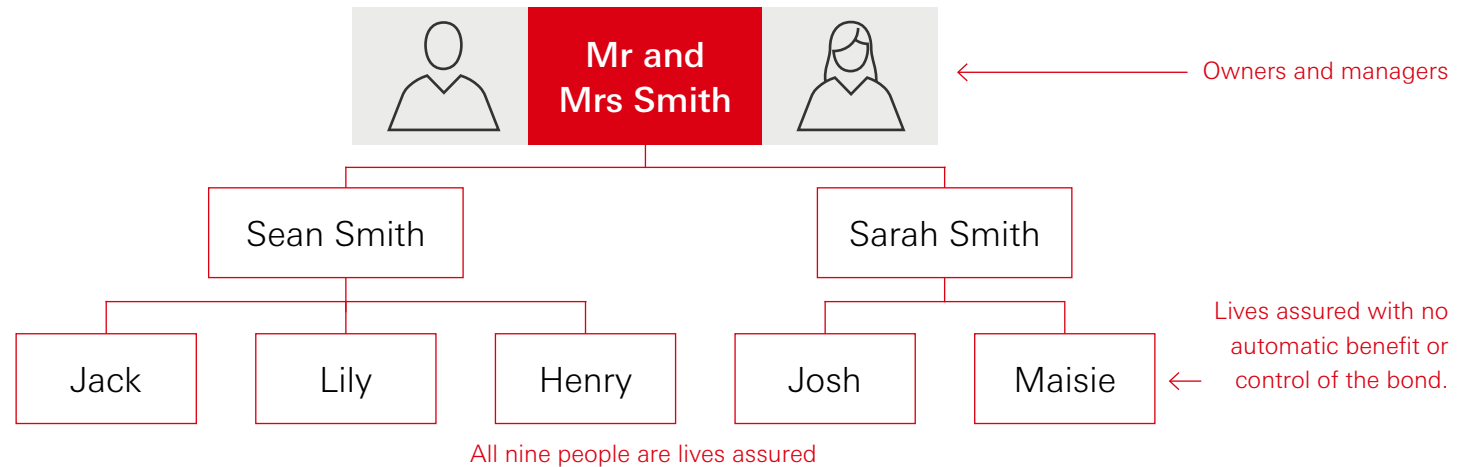 Mr and
Mrs Smith
Owners and managers
Sean Smith
Sarah Smith
Jack
Lily
Henry
Josh
Maisie
Lives assured with no
automatic benefit or
control of the bond.
All nine people are lives assured